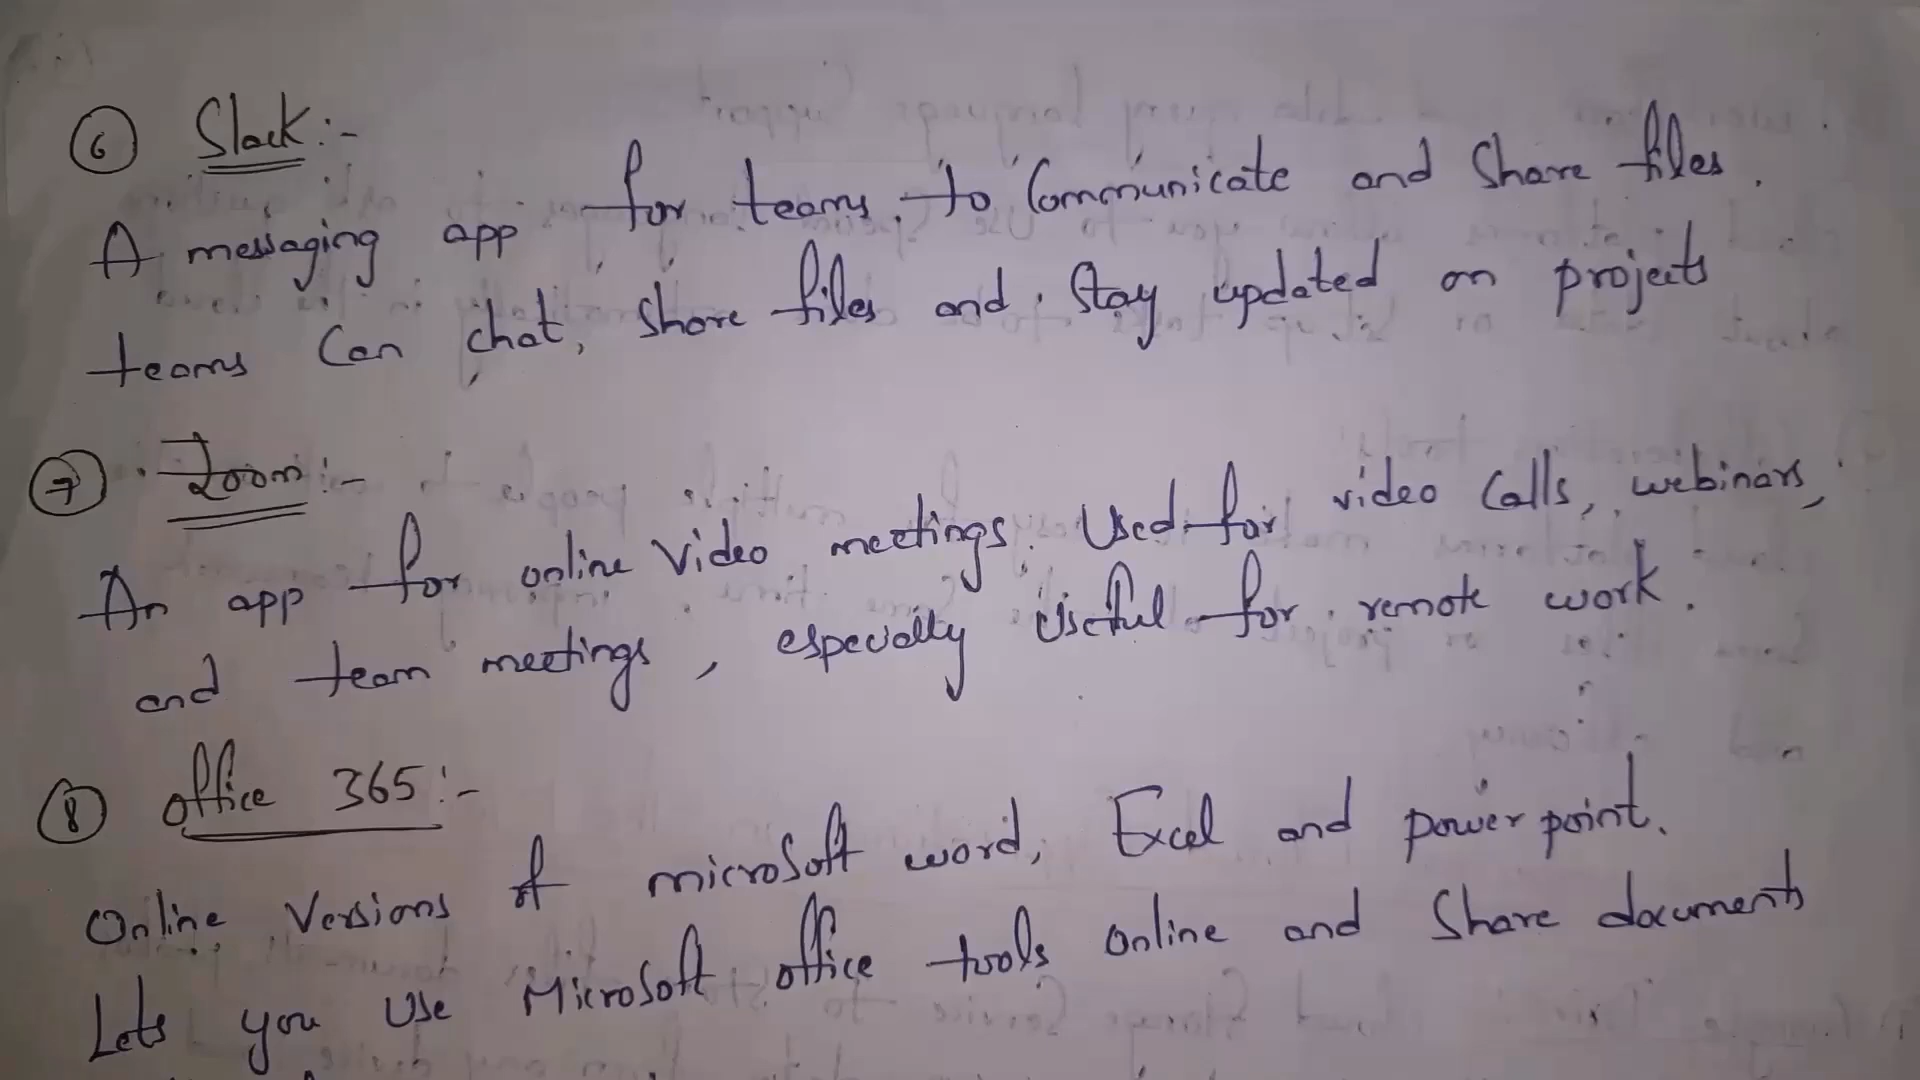 ⑥ Slack :-
A messaging app for teams to Communicate and Share files.
teams Can chat, Share files and Stay updated on projects
⑦ Zoom :-
An app for online Video meetings. Used for video Calls, webinars,
and team meetings, especially Useful for remote work.
⑧ office 365 :-
Online Versions of microsoft word, Excel and power point.
Lets you Use Microsoft office tools online and Share documents